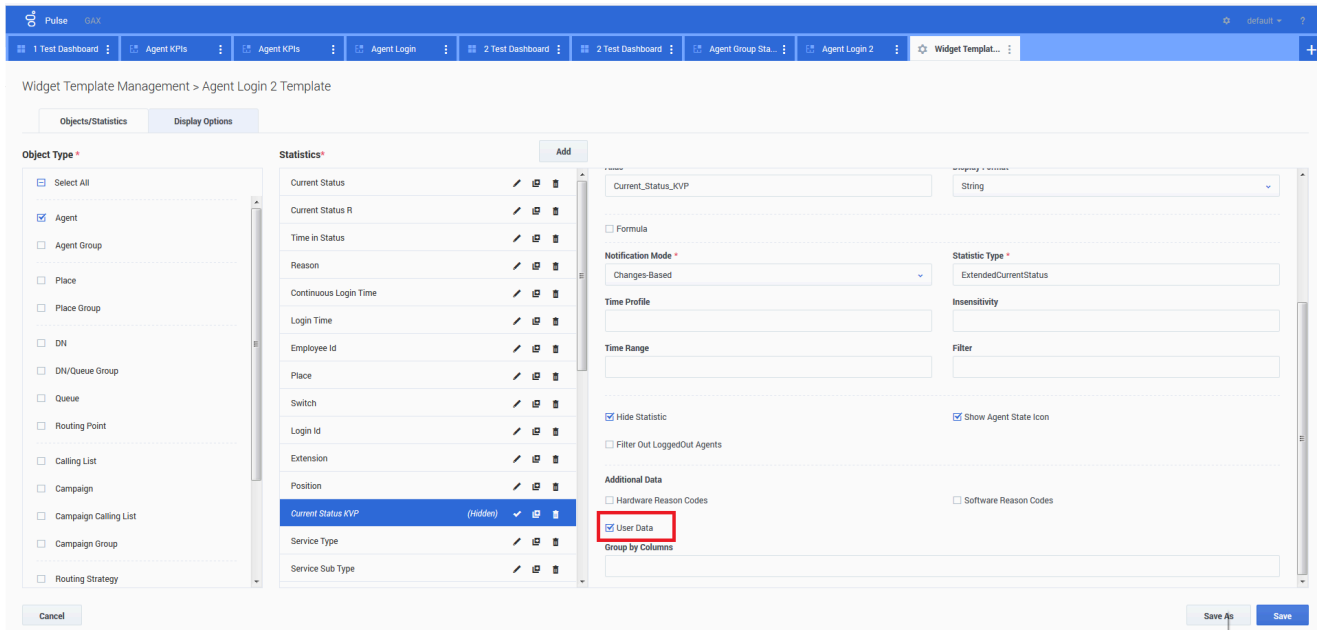 Pulse GAX default ?
1 Test Dashboard Agent KPIs Agent KPIs Agent Login 2 Test Dashboard 2 Test Dashboard Agent Group Sta... Agent Login 2 Widget Templat... +
Widget Template Management > Agent Login 2 Template
Objects/Statistics Display Options
Object Type * Statistics* Add
Select All
Agent
Agent Group
Place
Place Group
DN
DN/Queue Group
Queue
Routing Point
Calling List
Campaign
Campaign Calling List
Campaign Group
Routing Strategy
Current Status
Current Status R
Time in Status
Reason
Continuous Login Time
Login Time
Employee Id
Place
Switch
Login Id
Extension
Position
Current Status KVP (Hidden)
Service Type
Service Sub Type
Alias Display Format
Current_Status_KVP String
Formula
Notification Mode * Statistic Type *
Changes-Based ExtendedCurrentStatus
Time Profile Insensitivity
Time Range Filter
Hide Statistic Show Agent State Icon
Filter Out LoggedOut Agents
Additional Data
Hardware Reason Codes Software Reason Codes
User Data
Group by Columns
Cancel Save As Save